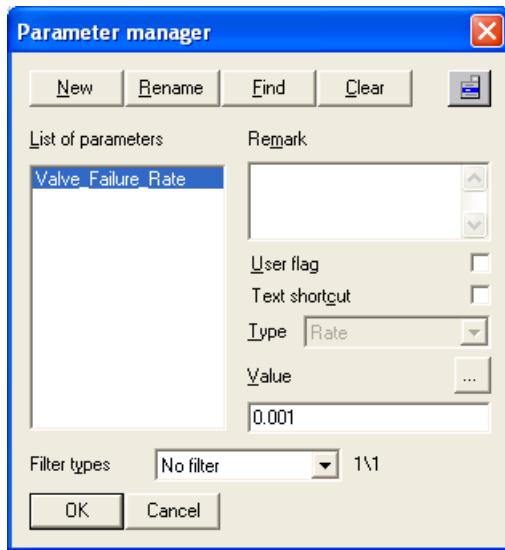 Parameter manager
New Rename Find Clear
List of parameters Remark
Valve_Failure_Rate
User flag
Text shortcut
Type Rate
Value ...
0.001
Filter types No filter 1\1
OK Cancel